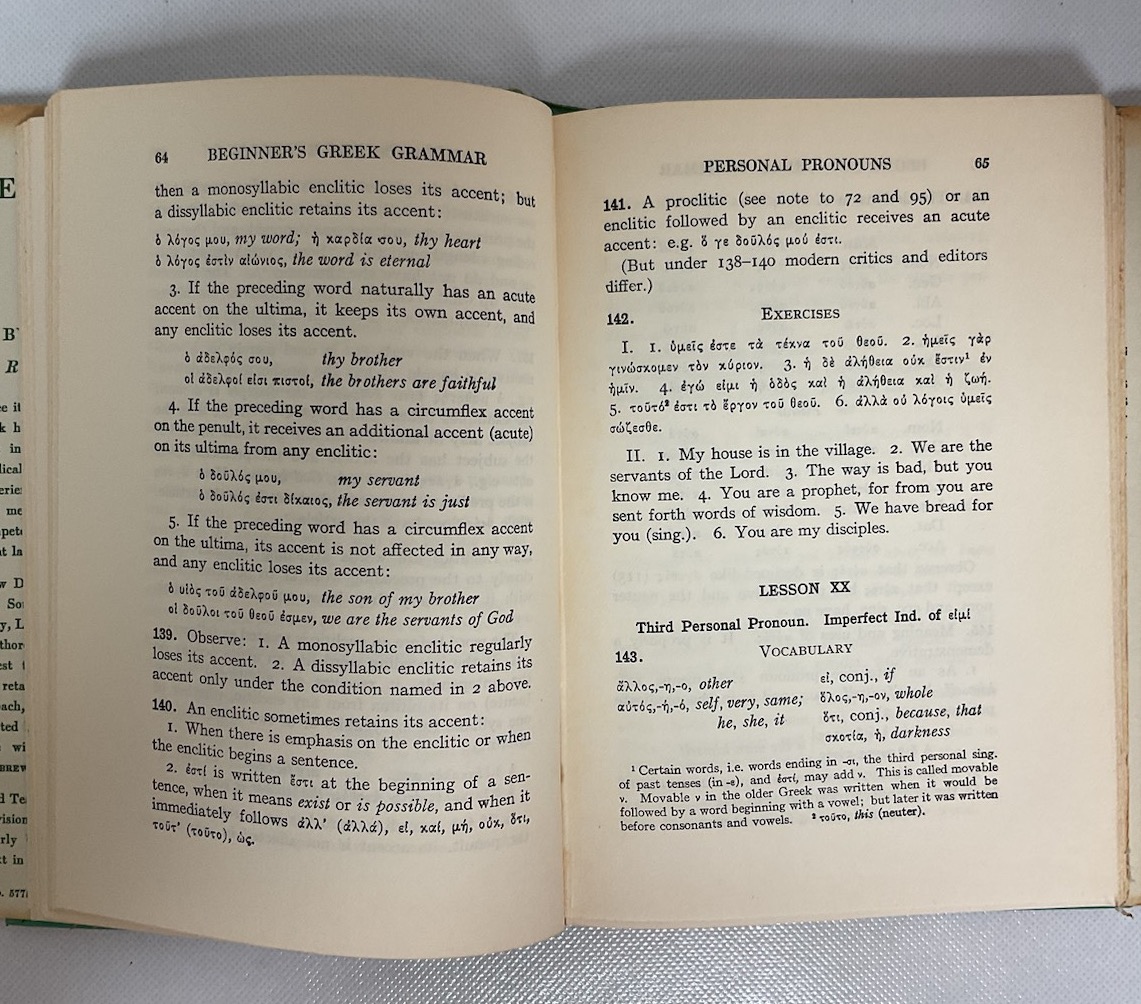 E
B
R
64 BEGINNER'S GREEK GRAMMAR
then a monosyllabic enclitic loses its accent; but
a dissyllabic enclitic retains its accent:
ὁ λόγος μου, my word; ἡ καρδία σου, thy heart
ὁ λόγος ἐστὶν αἰώνιος, the word is eternal
3. If the preceding word naturally has an acute
accent on the ultima, it keeps its own accent, and
any enclitic loses its accent.
ὁ ἀδελφός σου, thy brother
οἱ ἀδελφοί εἰσι πιστοί, the brothers are faithful
4. If the preceding word has a circumflex accent
on the penult, it receives an additional accent (acute)
on its ultima from any enclitic:
ὁ δοῦλός μου, my servant
ὁ δοῦλός ἐστι δίκαιος, the servant is just
5. If the preceding word has a circumflex accent
on the ultima, its accent is not affected in any way,
and any enclitic loses its accent:
ὁ υἱὸς τοῦ ἀδελφοῦ μου, the son of my brother
οἱ δοῦλοι τοῦ θεοῦ ἐσμεν, we are the servants of God
139. Observe: 1. A monosyllabic enclitic regularly
loses its accent. 2. A dissyllabic enclitic retains its
accent only under the condition named in 2 above.
140. An enclitic sometimes retains its accent:
1. When there is emphasis on the enclitic or when
the enclitic begins a sentence.
2. ἐστί is written ἔστι at the beginning of a sen-
tence, when it means exist or is possible, and when it
immediately follows ἀλλ' (ἀλλά), εἰ, καί, μή, οὐκ, ὅτι,
τοῦτ' (τοῦτο), ὡς.
PERSONAL PRONOUNS 65
141. A proclitic (see note to 72 and 95) or an
enclitic followed by an enclitic receives an acute
accent: e.g. ὅ γε δοῦλός μού ἐστι.
(But under 138–140 modern critics and editors
differ.)
142. EXERCISES
I. 1. ὑμεῖς ἐστε τὰ τέκνα τοῦ θεοῦ. 2. ἡμεῖς γὰρ
γινώσκομεν τὸν κύριον. 3. ἡ δὲ ἀλήθεια οὐκ ἔστιν¹ ἐν
ἡμῖν. 4. ἐγώ εἰμι ἡ ὁδὸς καὶ ἡ ἀλήθεια καὶ ἡ ζωή.
5. τοῦτό² ἐστι τὸ ἔργον τοῦ θεοῦ. 6. ἀλλὰ οὐ λόγοις ὑμεῖς
σώζεσθε.
II. 1. My house is in the village. 2. We are the
servants of the Lord. 3. The way is bad, but you
know me. 4. You are a prophet, for from you are
sent forth words of wisdom. 5. We have bread for
you (sing.). 6. You are my disciples.
LESSON XX
Third Personal Pronoun. Imperfect Ind. of εἰμί
143. VOCABULARY
ἄλλος,-η,-ο, other
αὐτός,-ή,-ό, self, very, same;
he, she, it
εἰ, conj., if
ὅλος,-η,-ον, whole
ὅτι, conj., because, that
σκοτία, ἡ, darkness
¹ Certain words, i.e. words ending in -σι, the third personal sing.
of past tenses (in -ε), and ἐστί, may add ν. This is called movable
ν. Movable ν in the older Greek was written when it would be
followed by a word beginning with a vowel; but later it was written
before consonants and vowels. ² τοῦτο, this (neuter).